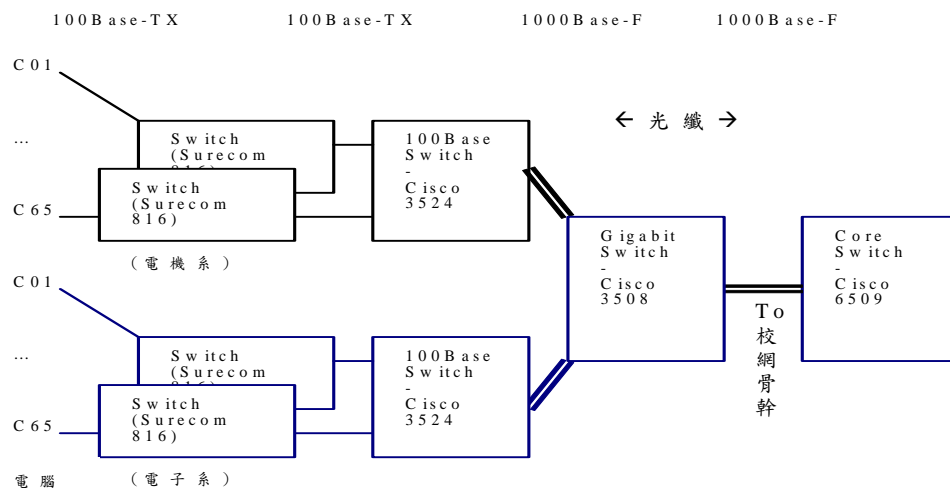 100Base-TX 100Base-TX 1000Base-F 1000Base-F
C01
...
C65
Switch
(Surecom
816)
Switch
(Surecom
816)
(電機系)
100Base
Switch
-
Cisco
3524
← 光纖 →
C01
...
C65
電腦
Switch
(Surecom
816)
Switch
(Surecom
816)
(電子系)
100Base
Switch
-
Cisco
3524
Gigabit
Switch
-
Cisco
3508
To
校
網
骨
幹
Core
Switch
-
Cisco
6509